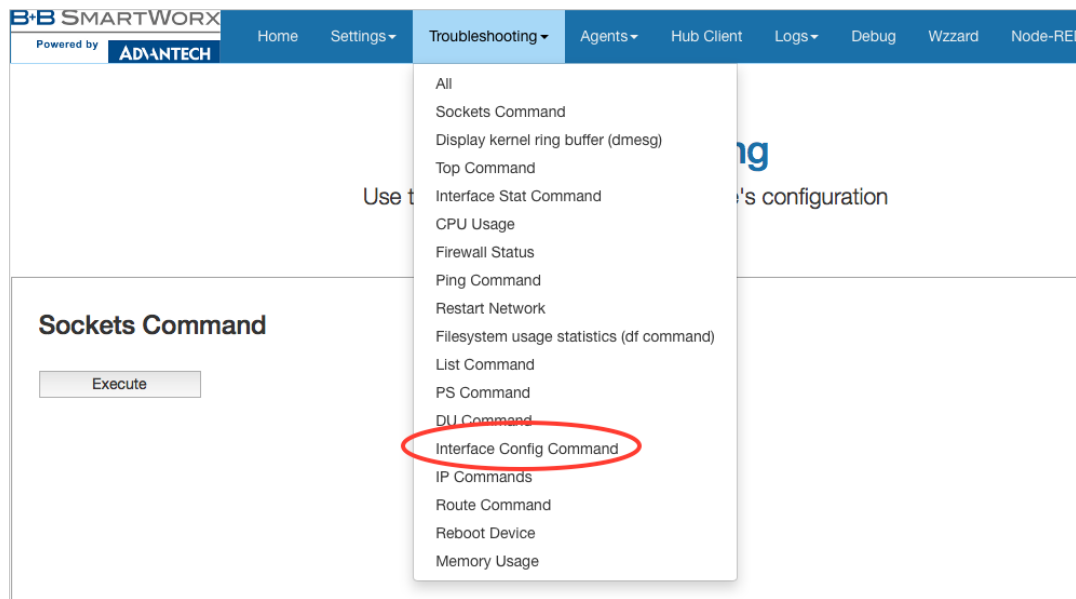 B+B SMARTWORX
Powered by ADVANTECH
Home Settings Troubleshooting Agents Hub Client Logs Debug Wzzard
All
Sockets Command
Display kernel ring buffer (dmesg)
Top Command
Use
Interface Stat Command
's configuration
CPU Usage
Firewall Status
Ping Command
Restart Network
Filesystem usage statistics (df command)
List Command
PS Command
DU Command
Interface Config Command
IP Commands
Route Command
Reboot Device
Memory Usage
Sockets Command
Execute